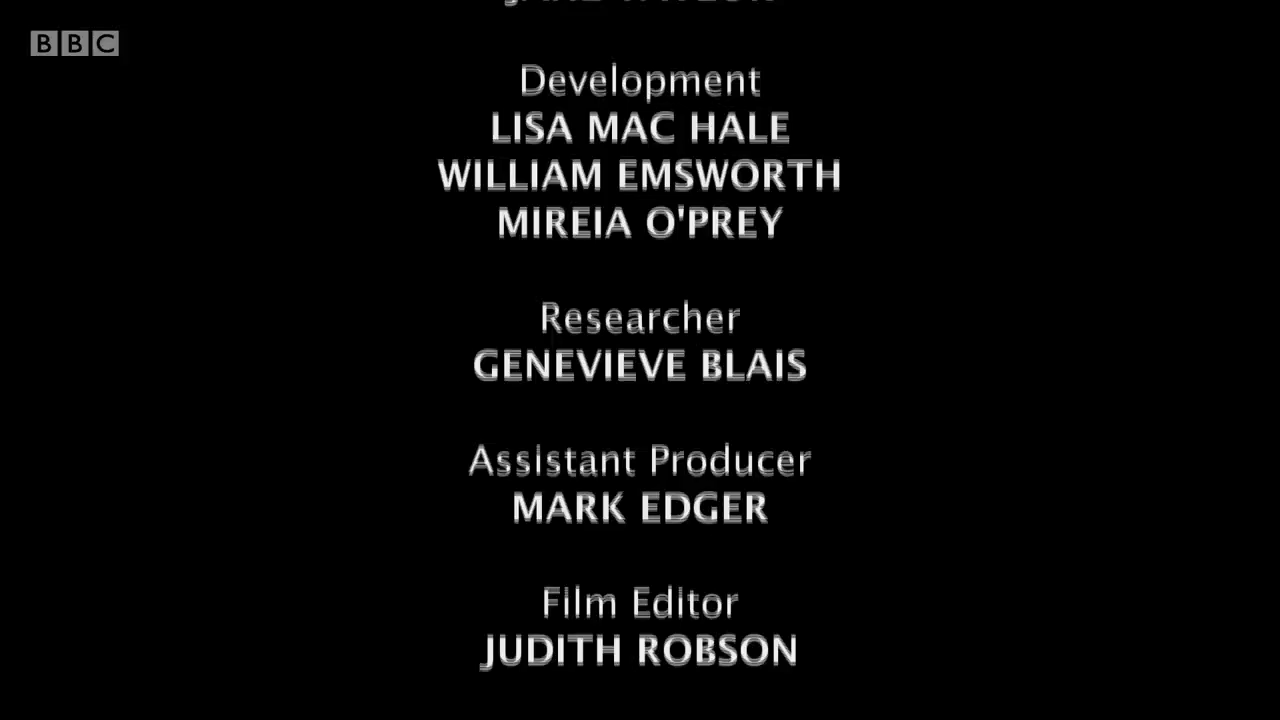 BBC
Development
LISA MAC HALE
WILLIAM EMSWORTH
MIREIA O'PREY
Researcher
GENEVIEVE BLAIS
Assistant Producer
MARK EDGER
Film Editor
JUDITH ROBSON